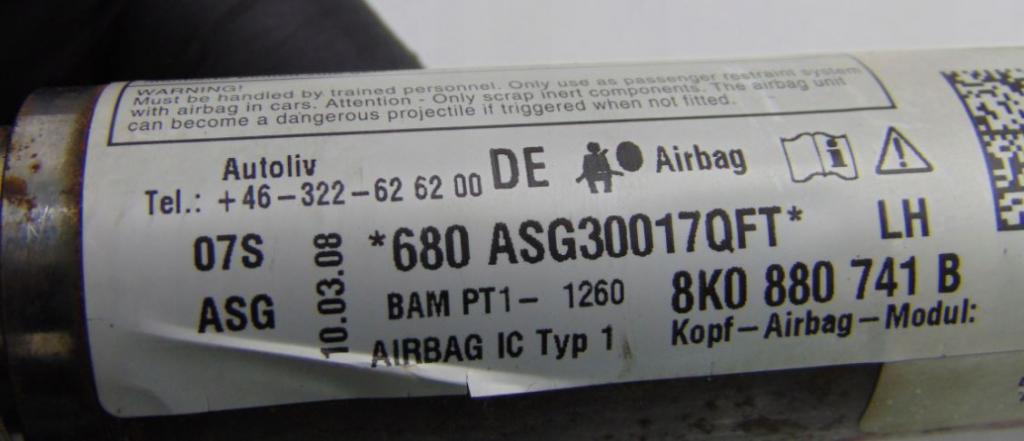 WARNING!
Must be handled by trained personnel. Only use as passenger restraint system
with airbag in cars. Attention - Only scrap inert components. The airbag unit
can become a dangerous projectile if triggered when not fitted.
Autoliv
Tel.: +46-322-62 62 00 DE Airbag
07S
ASG
10.03.08
*680 ASG30017QFT* LH
BAM PT1- 1260 8K0 880 741 B
AIRBAG IC Typ 1 Kopf-Airbag-Modul: